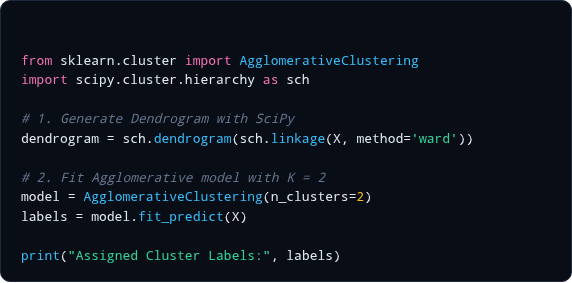 from sklearn.cluster import AgglomerativeClustering
import scipy.cluster.hierarchy as sch
# 1. Generate Dendrogram with SciPy
dendrogram = sch.dendrogram(sch.linkage(X, method='ward'))
# 2. Fit Agglomerative model with K = 2
model = AgglomerativeClustering(n_clusters=2)
labels = model.fit_predict(X)
print("Assigned Cluster Labels:", labels)